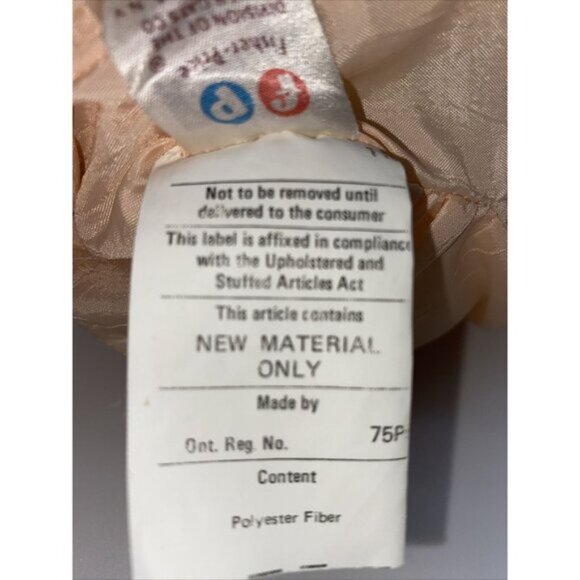 Fisher-Price
fp
Not to be removed until
delivered to the consumer
This label is affixed in compliance
with the Upholstered and
Stuffed Articles Act
This article contains
NEW MATERIAL
ONLY
Made by
Ont. Reg. No. 75P
Content
Polyester Fiber